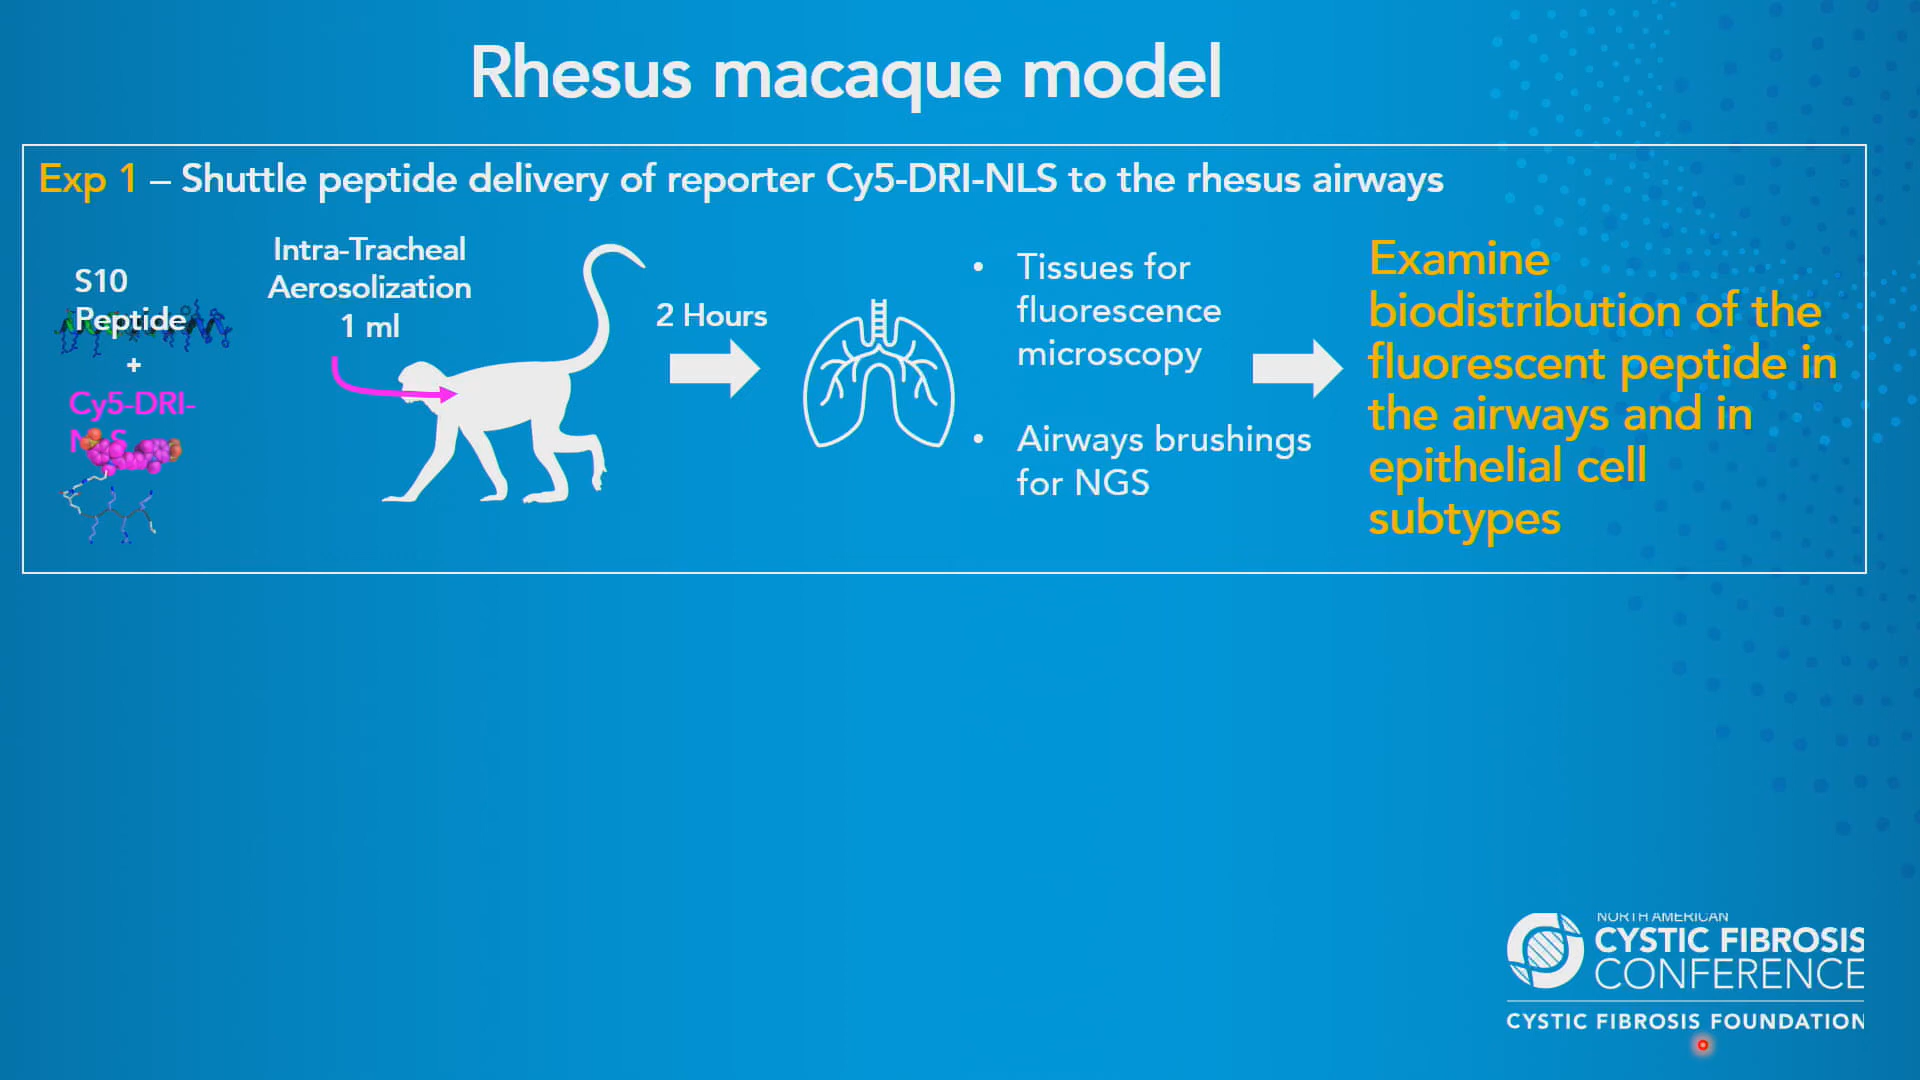 Rhesus macaque model
Exp 1 – Shuttle peptide delivery of reporter Cy5-DRI-NLS to the rhesus airways
S10
Peptide
+
Cy5-DRI-
NLS
Intra-Tracheal
Aerosolization
1 ml
2 Hours
• Tissues for
fluorescence
microscopy
• Airways brushings
for NGS
Examine
biodistribution of the
fluorescent peptide in
the airways and in
epithelial cell
subtypes
NORTH AMERICAN
CYSTIC FIBROSIS
CONFERENCE
CYSTIC FIBROSIS FOUNDATION